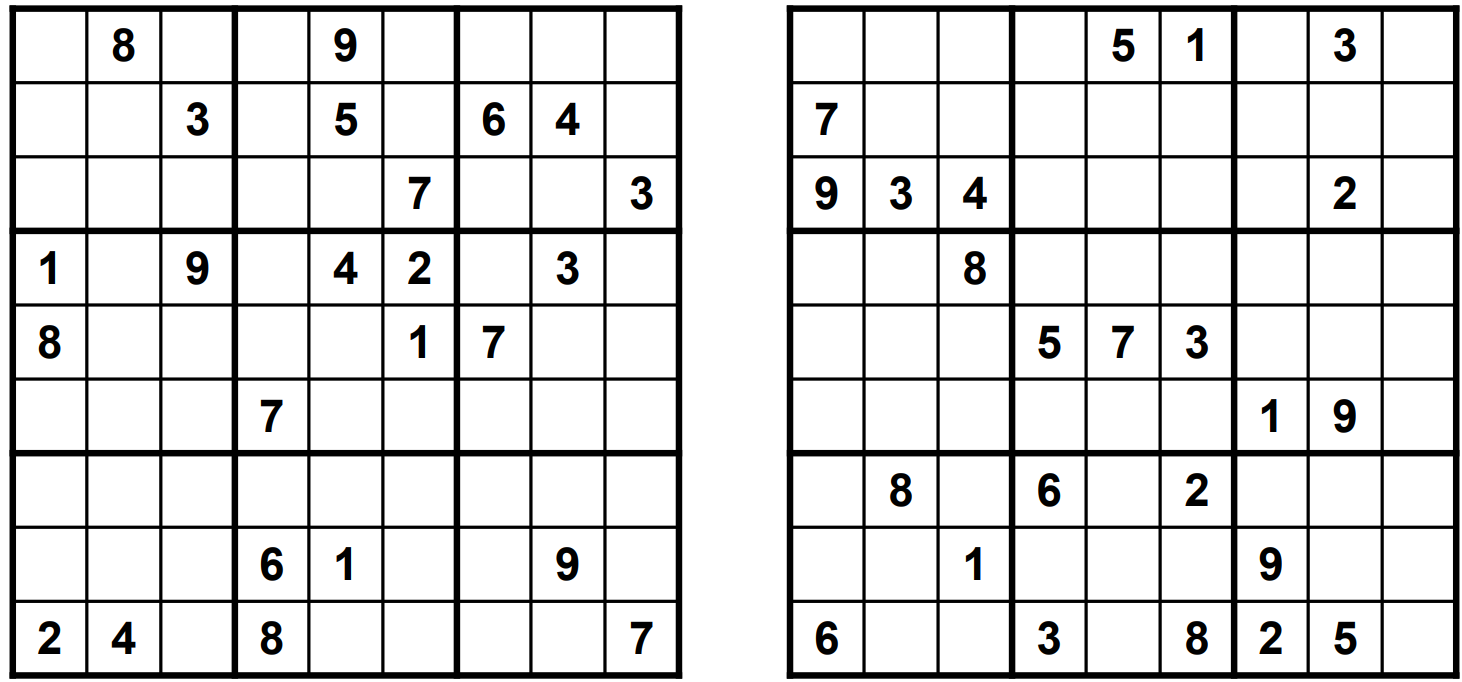 8 9
3 5 6 4
7 3
1 9 4 2 3
8 1 7
7
6 1 9
2 4 8 7
5 1 3
7
9 3 4 2
8
5 7 3
1 9
8 6 2
1 9
6 3 8 2 5